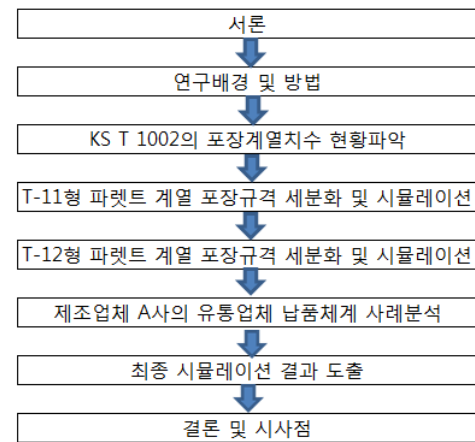 서론
연구배경 및 방법
KS T 1002의 포장계열치수 현황파악
T-11형 파렛트 계열 포장규격 세분화 및 시뮬레이션
T-12형 파렛트 계열 포장규격 세분화 및 시뮬레이션
제조업체 A사의 유통업체 납품체계 사례분석
최종 시뮬레이션 결과 도출
결론 및 시사점